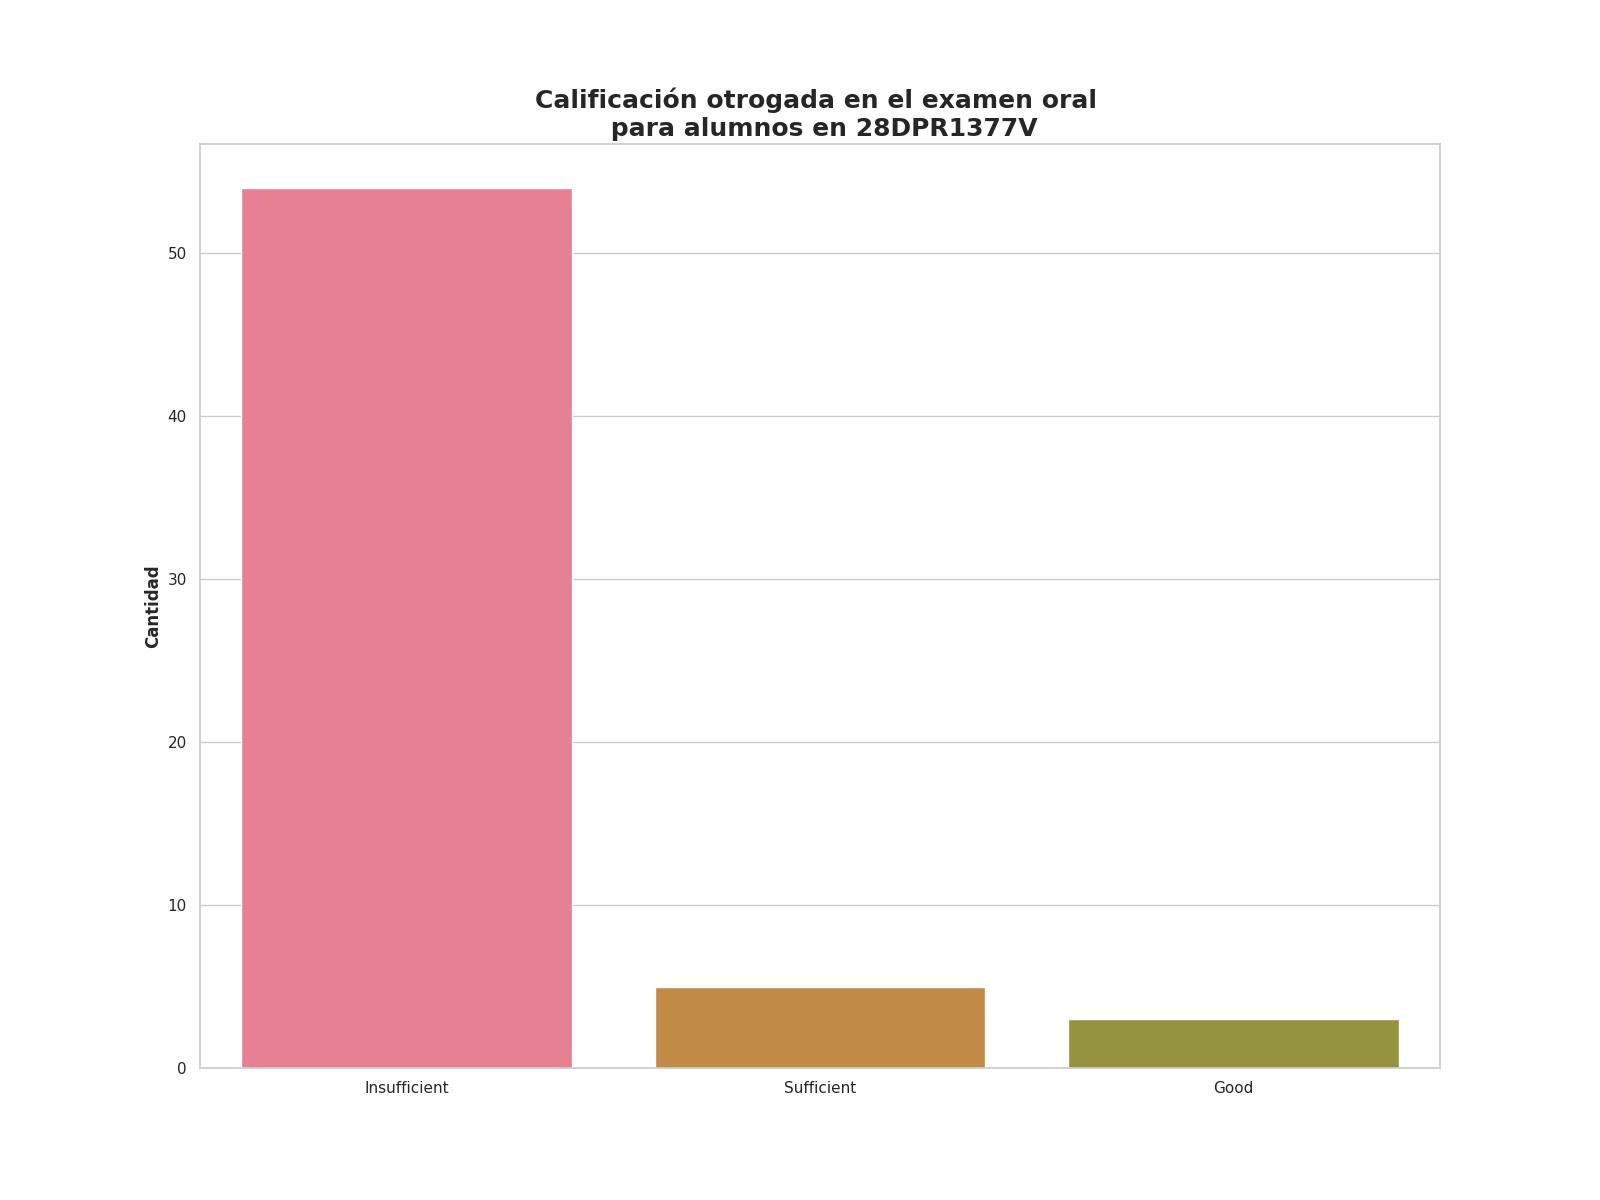 Calificación otrogada en el examen oral
para alumnos en 28DPR1377V
Cantidad
50
40
30
20
10
0
Insufficient
Sufficient
Good